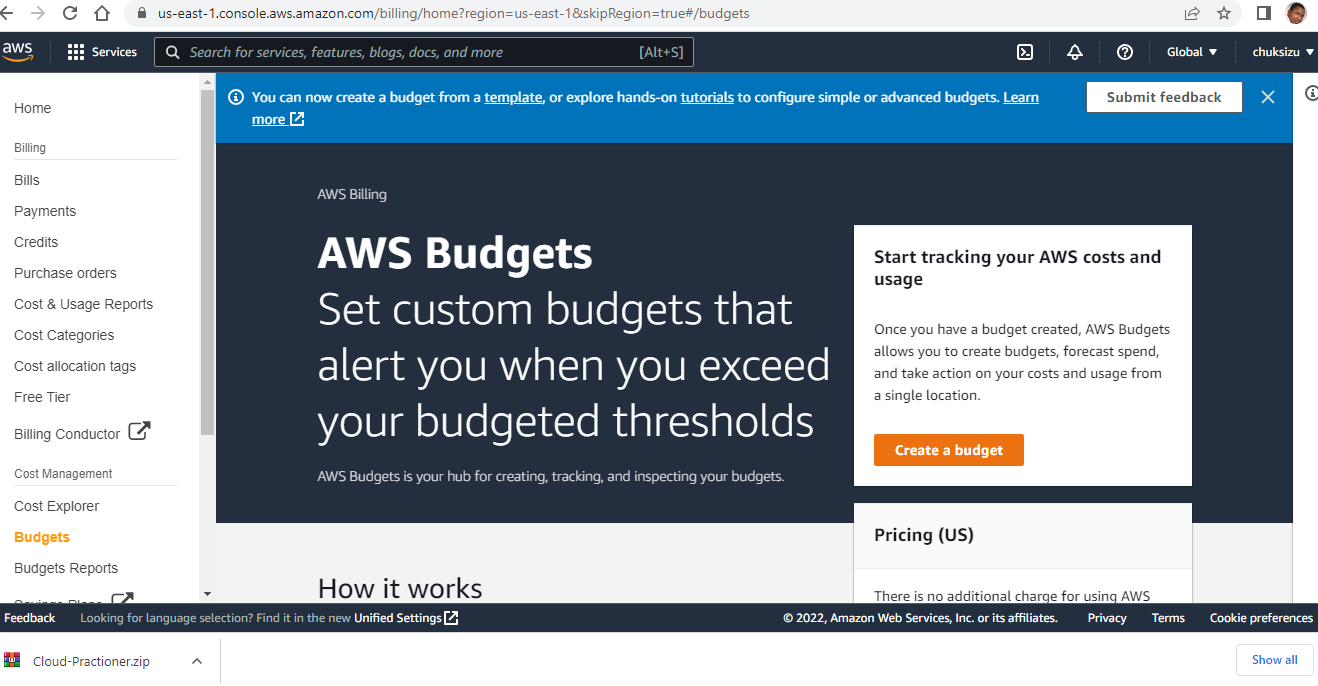 us-east-1.console.aws.amazon.com/billing/home?region=us-east-1&skipRegion=true#/budgets
aws
Services
Search for services, features, blogs, docs, and more
[Alt+S]
Global
chuksizu
Home
Billing
Bills
Payments
Credits
Purchase orders
Cost & Usage Reports
Cost Categories
Cost allocation tags
Free Tier
Billing Conductor
Cost Management
Cost Explorer
Budgets
Budgets Reports
Savings Plans
You can now create a budget from a template, or explore hands-on tutorials to configure simple or advanced budgets. Learn
more
Submit feedback
AWS Billing
AWS Budgets
Set custom budgets that
alert you when you exceed
your budgeted thresholds
AWS Budgets is your hub for creating, tracking, and inspecting your budgets.
Start tracking your AWS costs and
usage
Once you have a budget created, AWS Budgets
allows you to create budgets, forecast spend,
and take action on your costs and usage from
a single location.
Create a budget
Pricing (US)
There is no additional charge for using AWS
How it works
Feedback
Looking for language selection? Find it in the new Unified Settings
© 2022, Amazon Web Services, Inc. or its affiliates.
Privacy
Terms
Cookie preferences
Cloud-Practioner.zip
Show all